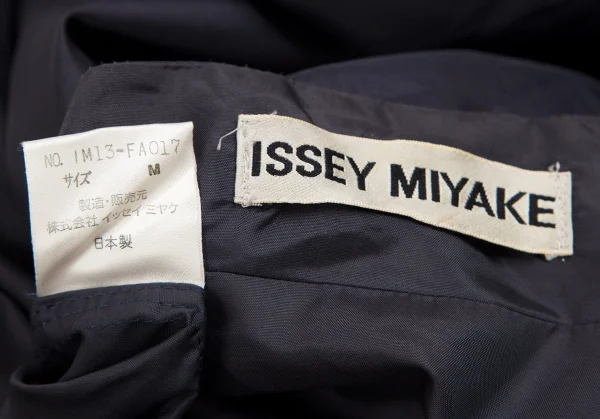 NO. IM13-FA017
サイズ M
製造・販売元
株式会社 イッセイミヤケ
日本製
ISSEY MIYAKE